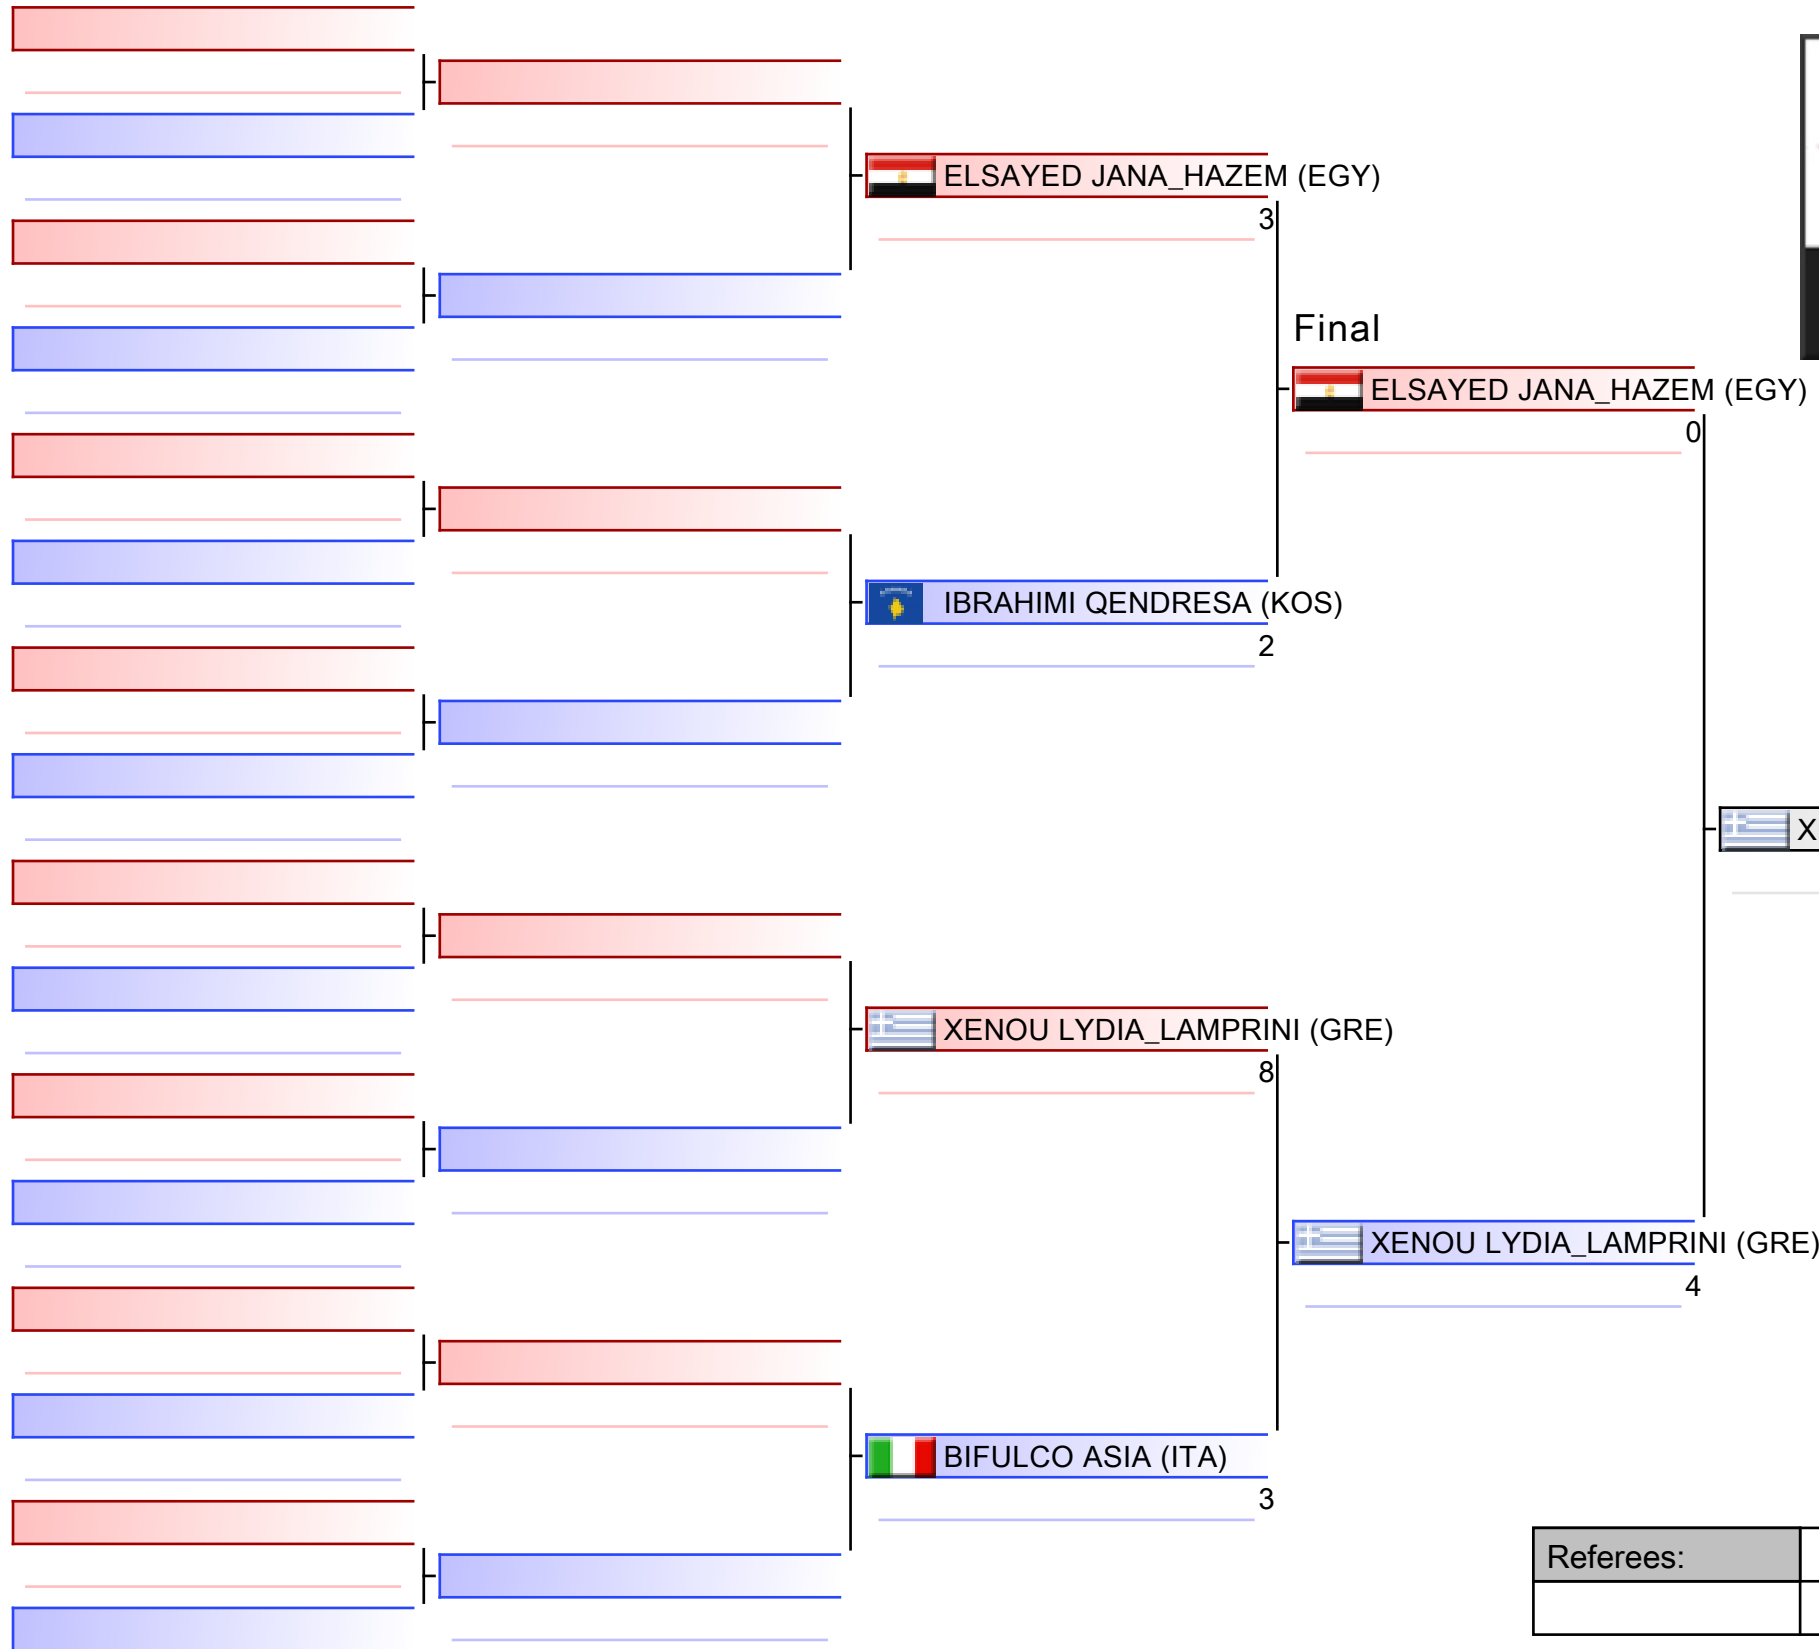 ELSAYED JANA_HAZEM (EGY)
3
Final
ELSAYED JANA_HAZEM (EGY)
0
IBRAHIMI QENDRESA (KOS)
2
X
XENOU LYDIA_LAMPRINI (GRE)
8
XENOU LYDIA_LAMPRINI (GRE)
4
BIFULCO ASIA (ITA)
3
Referees: